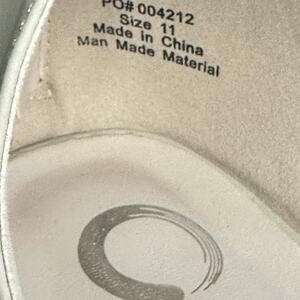 PO# 004212
Size 11
Made in China
Man Made Material